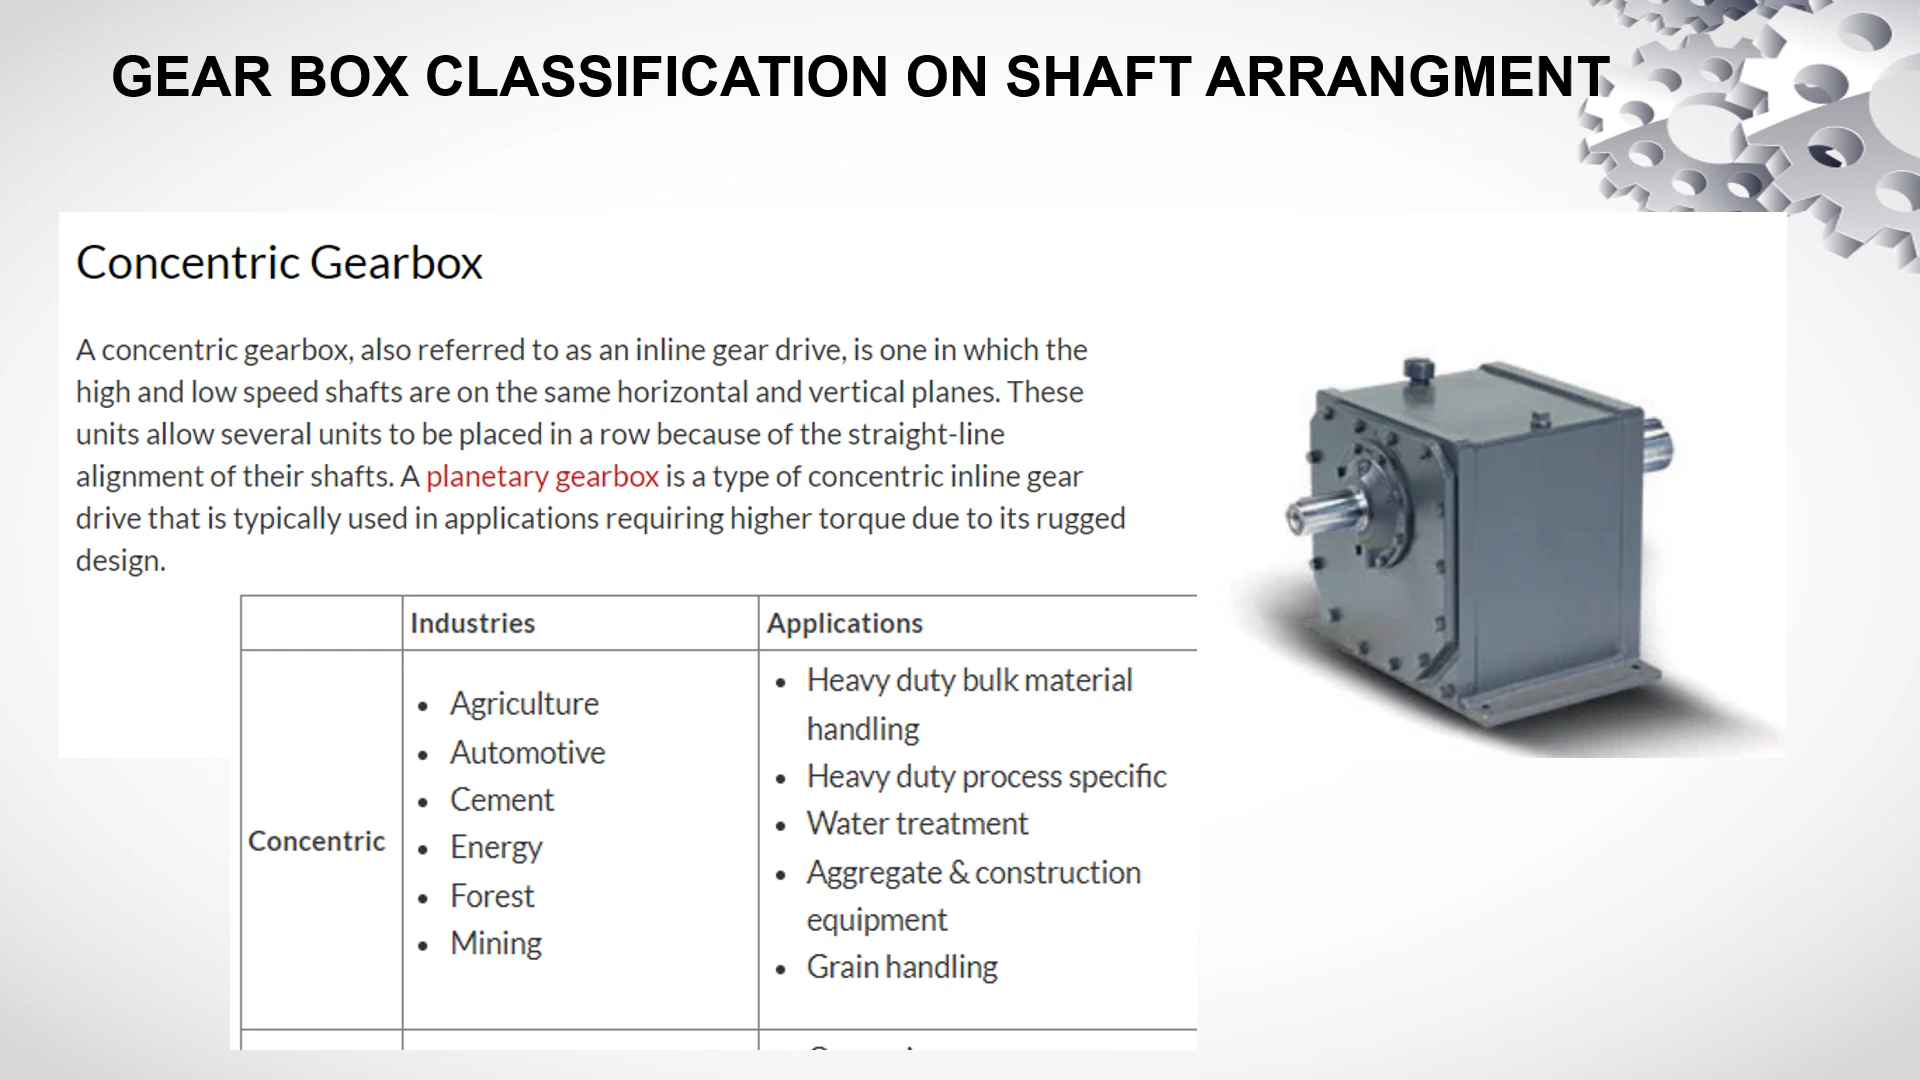 GEAR BOX CLASSIFICATION ON SHAFT ARRANGMENT
Concentric Gearbox
A concentric gearbox, also referred to as an inline gear drive, is one in which the
high and low speed shafts are on the same horizontal and vertical planes. These
units allow several units to be placed in a row because of the straight-line
alignment of their shafts. A planetary gearbox is a type of concentric inline gear
drive that is typically used in applications requiring higher torque due to its rugged
design.
Industries
Applications
Concentric
• Agriculture
• Automotive
• Cement
• Energy
• Forest
• Mining
• Heavy duty bulk material
handling
• Heavy duty process specific
• Water treatment
• Aggregate & construction
equipment
• Grain handling